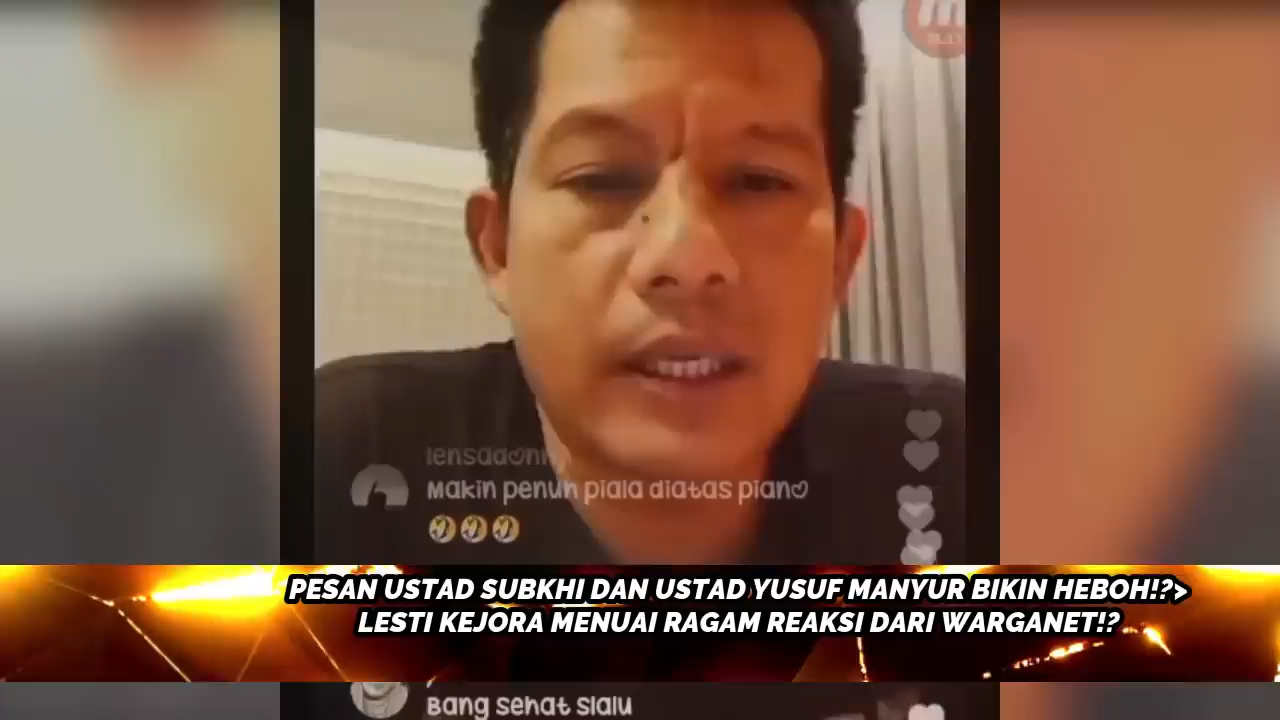 Makin penuh piala diatas piano
PESAN USTAD SUBKHI DAN USTAD YUSUF MANYUR BIKIN HEBOH!?>
LESTI KEJORA MENUAI RAGAM REAKSI DARI WARGANET!?
Bang sehat slalu